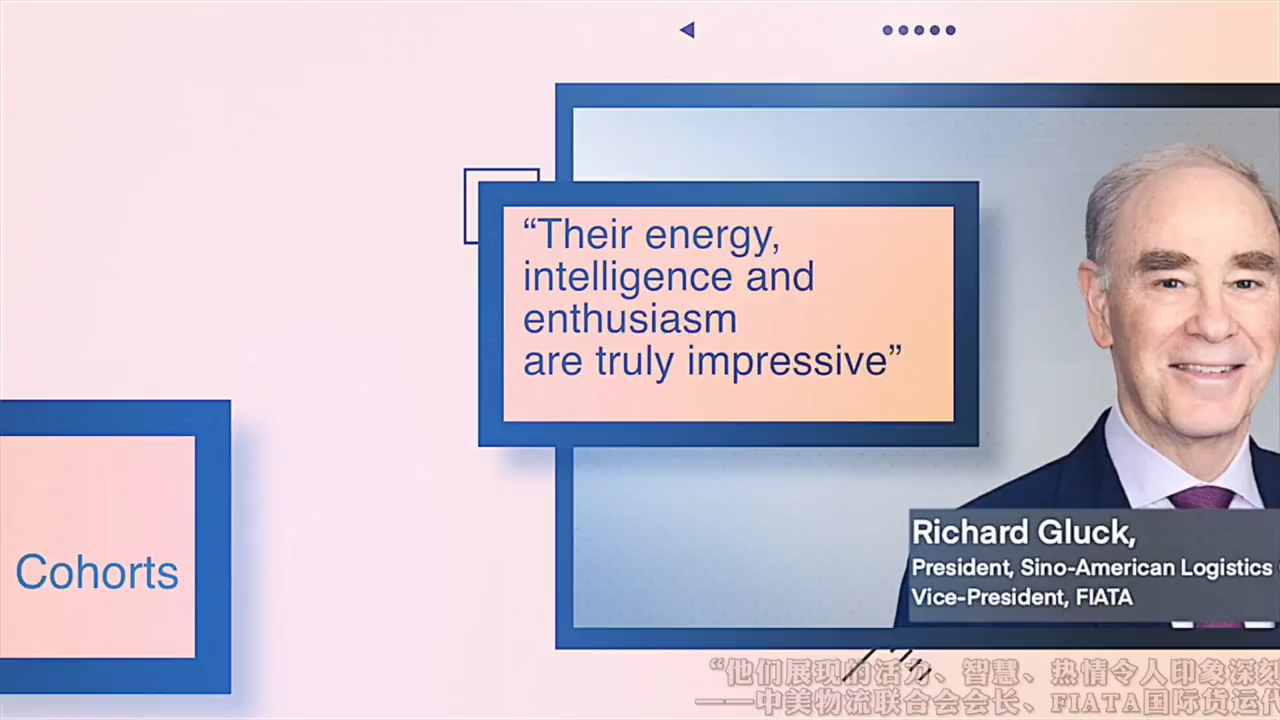 “Their energy,
intelligence and
enthusiasm
are truly impressive”
Cohorts
Richard Gluck,
President, Sino-American Logistics
Vice-President, FIATA
“他们展现的活力、智慧、热情令人印象深刻
——中美物流联合会会长、FIATA国际货运代